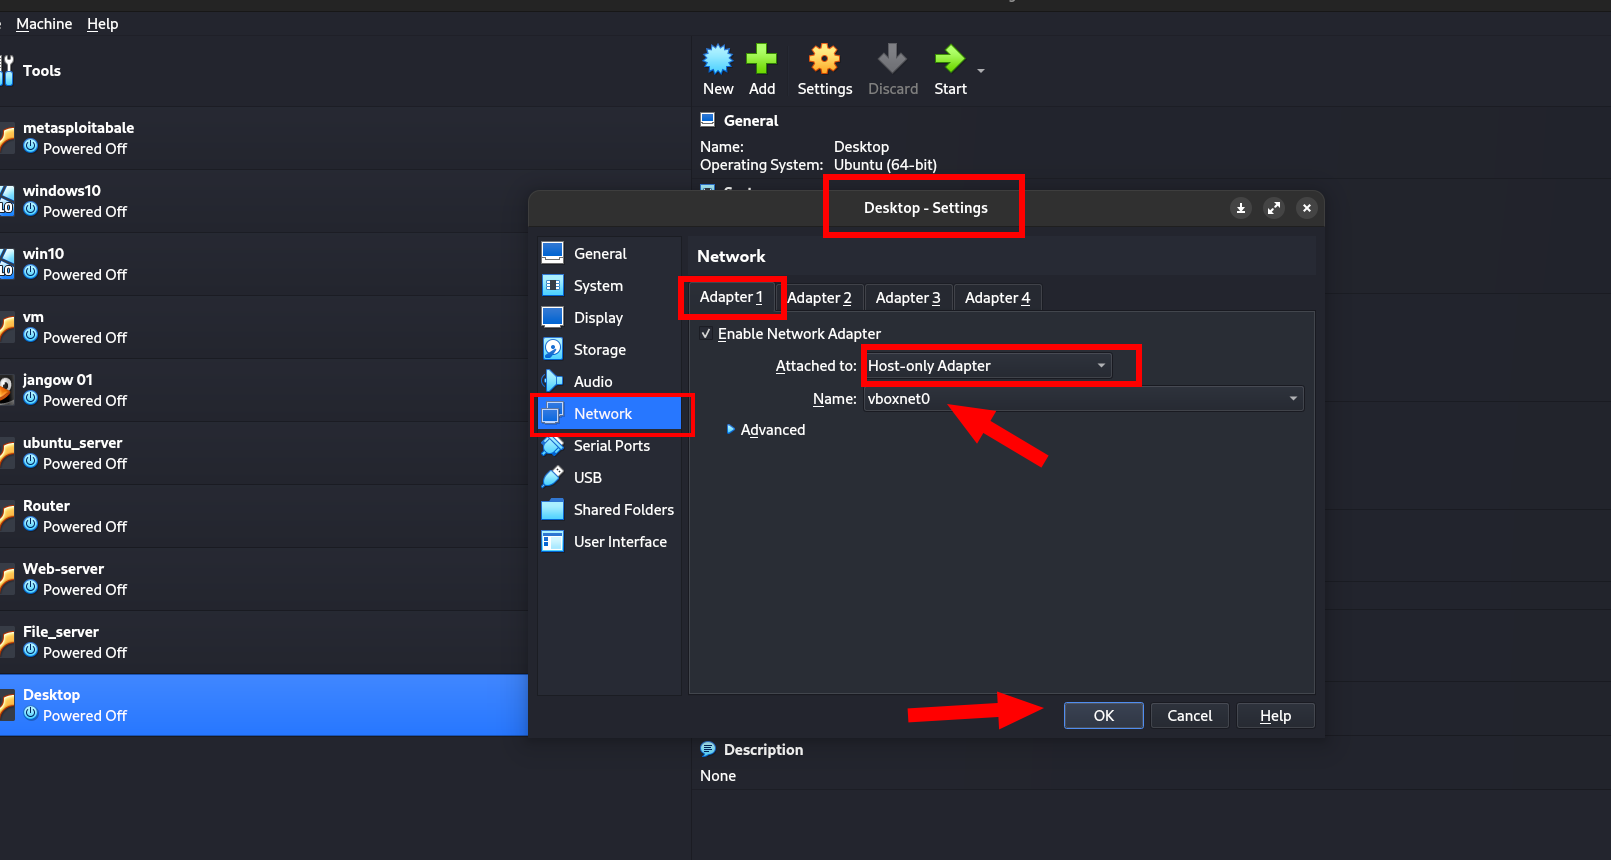 Machine Help
Tools
metasploitabale
Powered Off
windows10
Powered Off
win10
Powered Off
vm
Powered Off
jangow 01
Powered Off
ubuntu_server
Powered Off
Router
Powered Off
Web-server
Powered Off
File_server
Powered Off
Desktop
Powered Off
New Add Settings Discard Start
General
Name: Desktop
Operating System: Ubuntu (64-bit)
Desktop - Settings
General
System
Display
Storage
Audio
Network
Serial Ports
USB
Shared Folders
User Interface
Network
Adapter 1 Adapter 2 Adapter 3 Adapter 4
Enable Network Adapter
Attached to: Host-only Adapter
Name: vboxnet0
Advanced
OK Cancel Help
Description
None